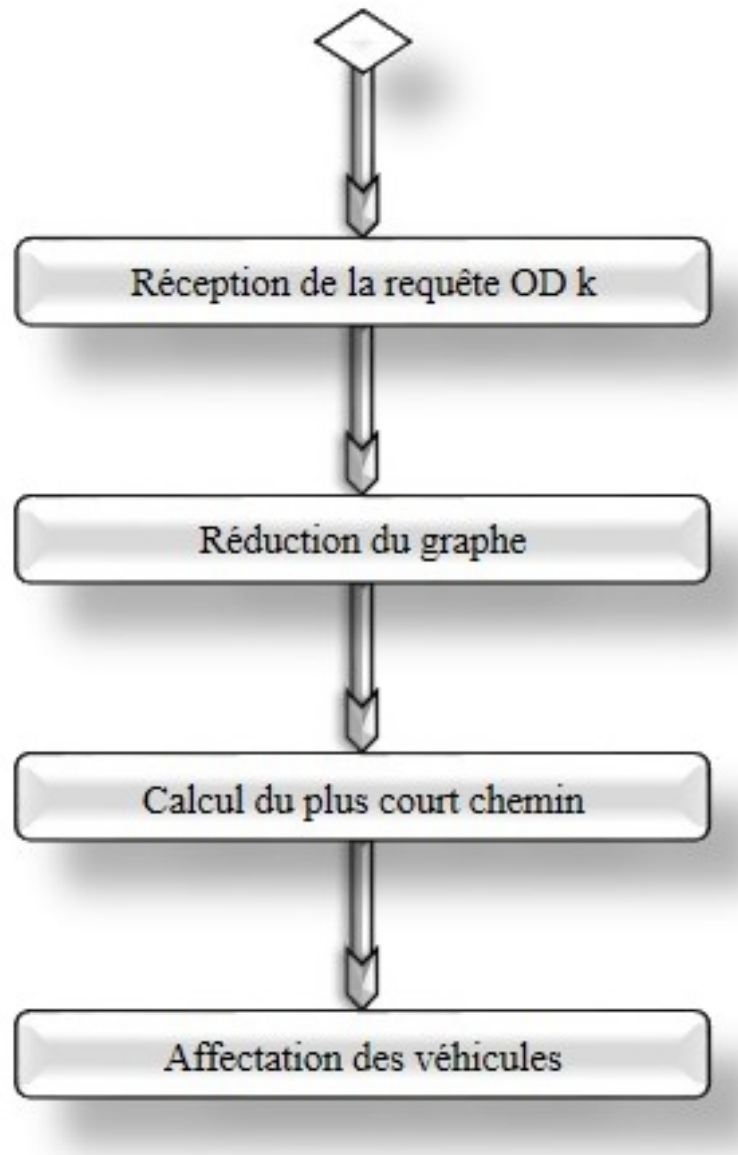 Réception de la requête OD k
Réduction du graphe
Calcul du plus court chemin
Affectation des véhicules